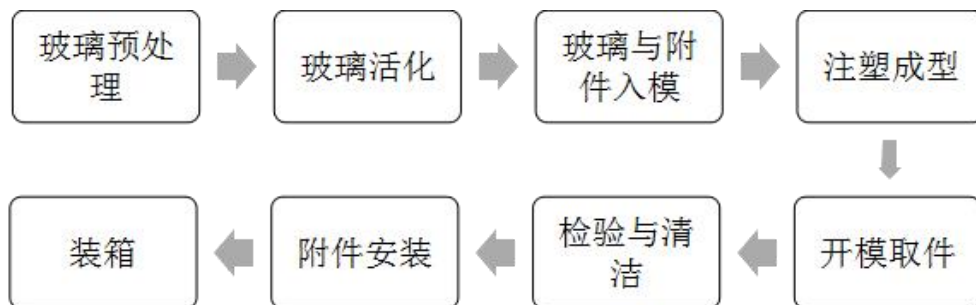 玻璃预处
理
玻璃活化
玻璃与附
件入模
注塑成型
开模取件
检验与清
洁
附件安装
装箱